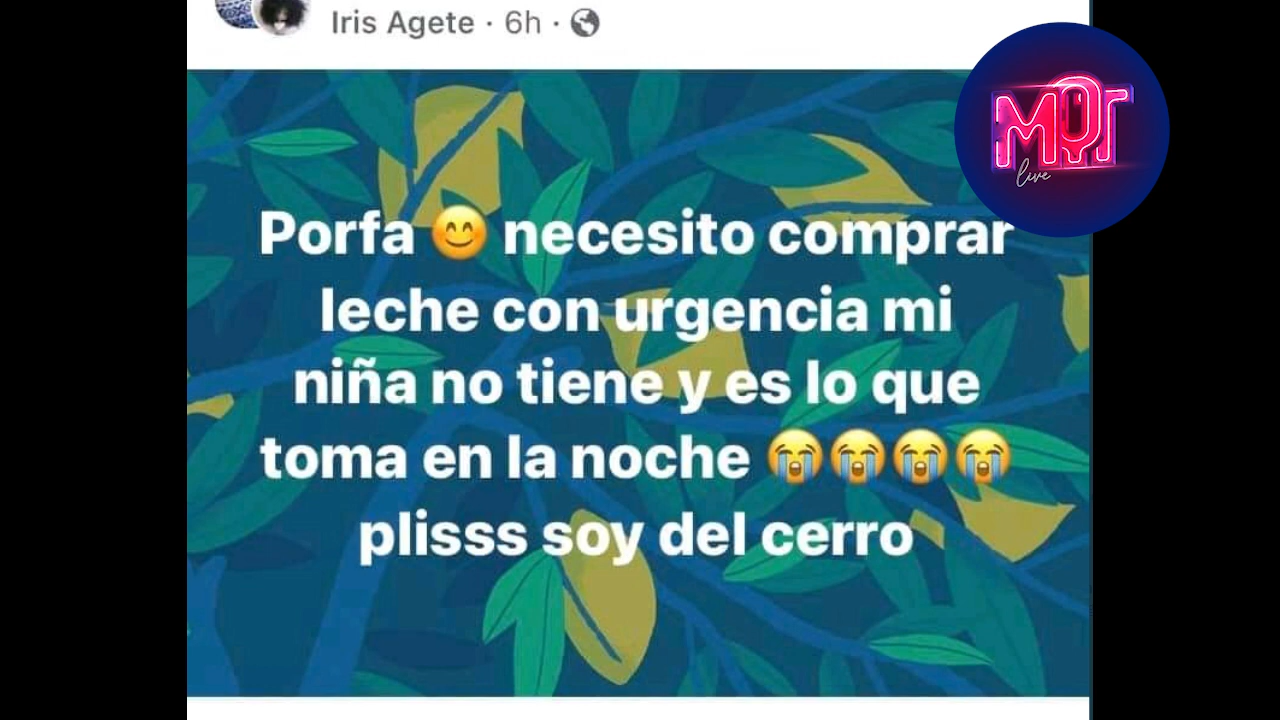 Iris Agete · 6h ·
MQT
live
Porfa 😊 necesito comprar
leche con urgencia mi
niña no tiene y es lo que
toma en la noche 😭😭😭😭
plisss soy del cerro